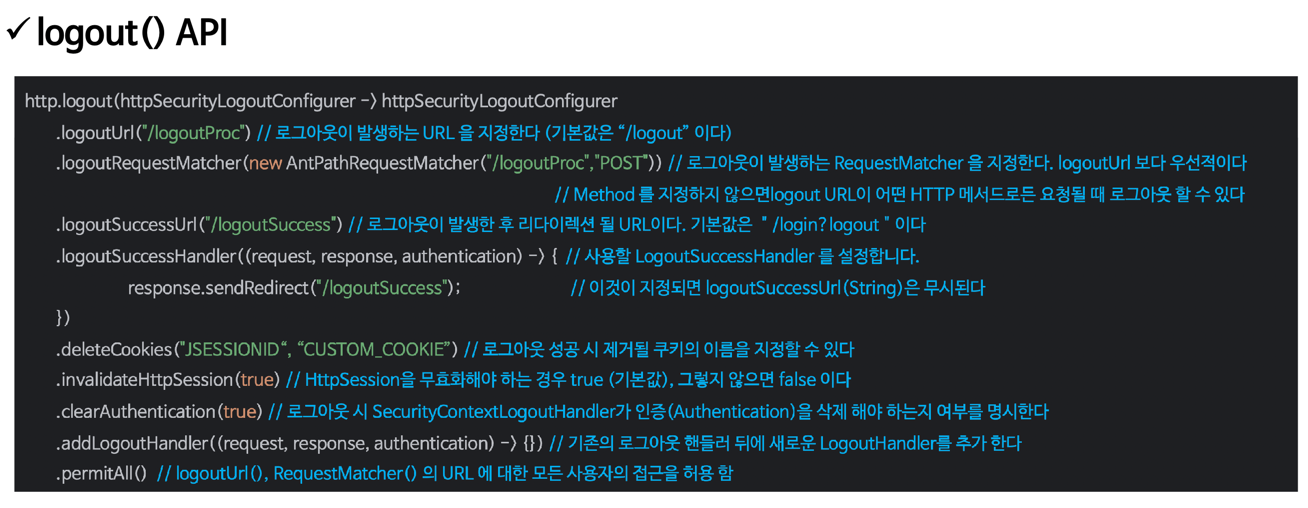 ✓ logout() API
http.logout(httpSecurityLogoutConfigurer -> httpSecurityLogoutConfigurer
.logoutUrl("/logoutProc") // 로그아웃이 발생하는 URL 을 지정한다 (기본값은 “/logout” 이다)
.logoutRequestMatcher(new AntPathRequestMatcher("/logoutProc","POST")) // 로그아웃이 발생하는 RequestMatcher 을 지정한다. logoutUrl 보다 우선적이다
// Method 를 지정하지 않으면logout URL이 어떤 HTTP 메서드로든 요청될 때 로그아웃 할 수 있다
.logoutSuccessUrl("/logoutSuccess") // 로그아웃이 발생한 후 리다이렉션 될 URL이다. 기본값은 " /login?logout " 이다
.logoutSuccessHandler((request, response, authentication) -> { // 사용할 LogoutSuccessHandler 를 설정합니다.
response.sendRedirect("/logoutSuccess"); // 이것이 지정되면 logoutSuccessUrl(String)은 무시된다
})
.deleteCookies("JSESSIONID“, “CUSTOM_COOKIE”) // 로그아웃 성공 시 제거될 쿠키의 이름을 지정할 수 있다
.invalidateHttpSession(true) // HttpSession을 무효화해야 하는 경우 true (기본값), 그렇지 않으면 false 이다
.clearAuthentication(true) // 로그아웃 시 SecurityContextLogoutHandler가 인증(Authentication)을 삭제 해야 하는지 여부를 명시한다
.addLogoutHandler((request, response, authentication) -> {}) // 기존의 로그아웃 핸들러 뒤에 새로운 LogoutHandler를 추가 한다
.permitAll() // logoutUrl(), RequestMatcher() 의 URL 에 대한 모든 사용자의 접근을 허용 함